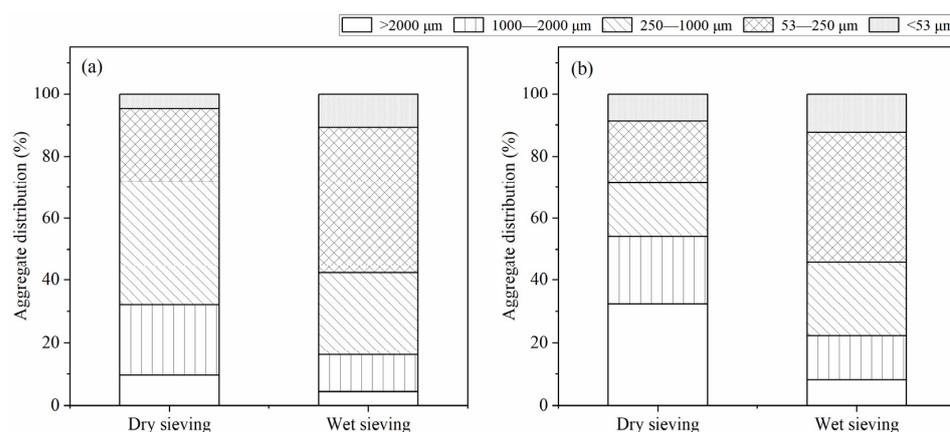 >2000 μm 1000—2000 μm 250—1000 μm 53—250 μm <53 μm
(a)
100
80
60
40
20
0
Aggregate distribution (%)
Dry sieving Wet sieving
(b)
100
80
60
40
20
0
Aggregate distribution (%)
Dry sieving Wet sieving